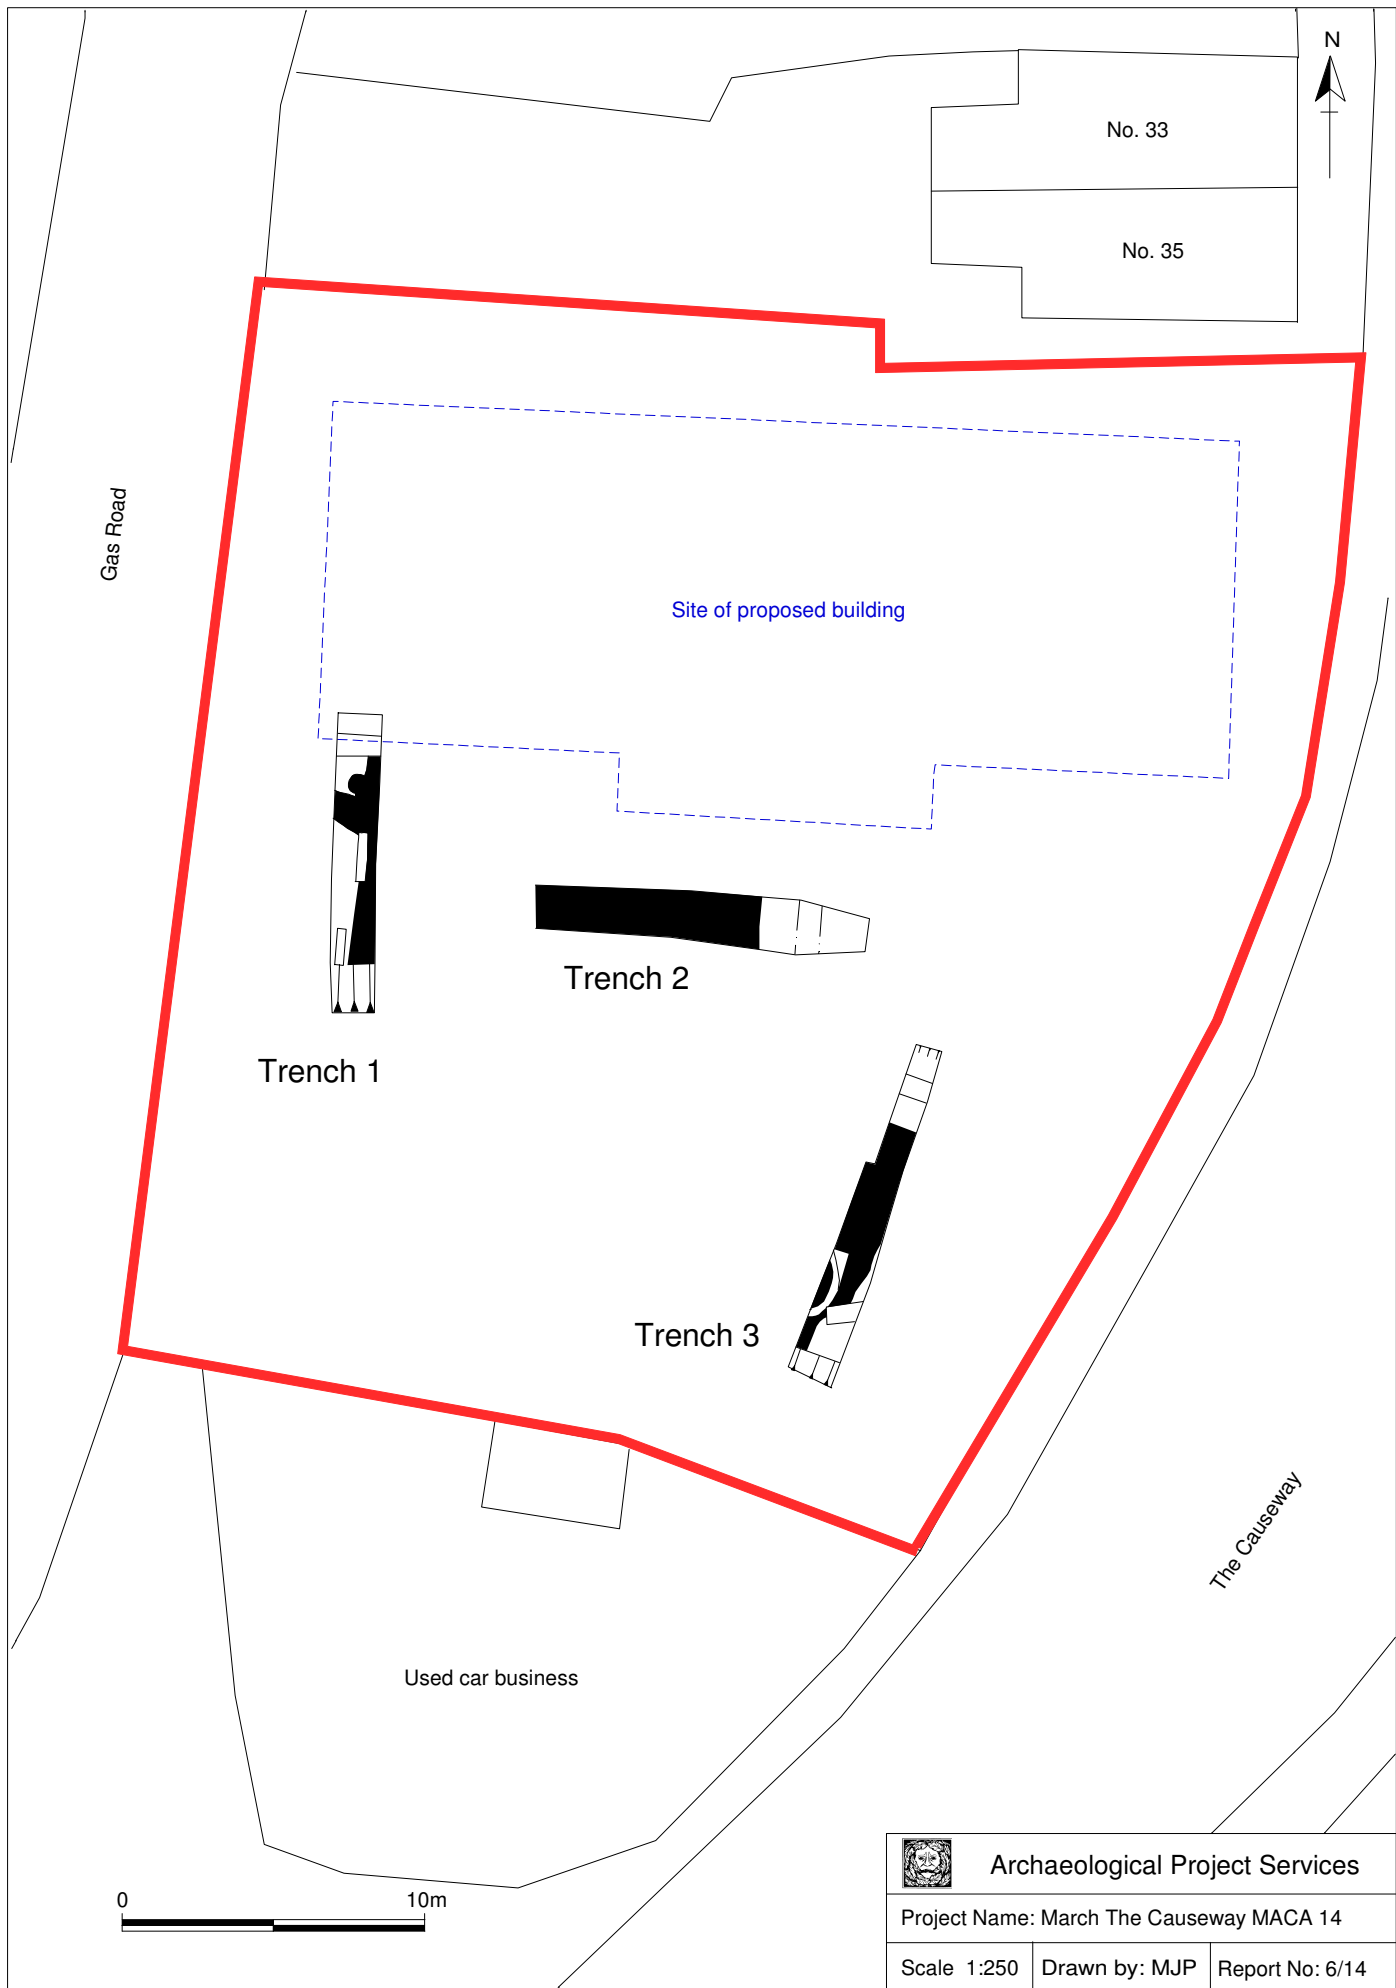 N
No. 33
No. 35
Gas Road
Site of proposed building
Trench 2
Trench 1
Trench 3
The Causeway
Used car business
0 10m
Archaeological Project Services
Project Name: March The Causeway MACA 14
Scale 1:250 Drawn by: MJP Report No: 6/14